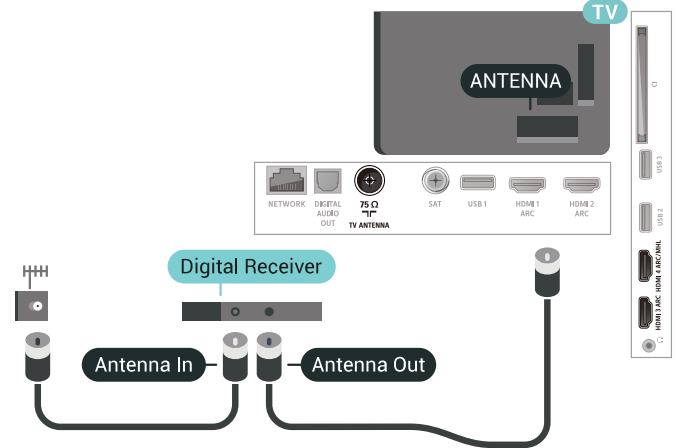 TV
ANTENNA
CI
USB 3
USB 2
HDMI 4 ARC/MHL
HDMI 3 ARC
NETWORK
DIGITAL
AUDIO
OUT
75 Ω
TV ANTENNA
SAT
USB 1
HDMI 1
ARC
HDMI 2
ARC
Digital Receiver
Antenna In
Antenna Out